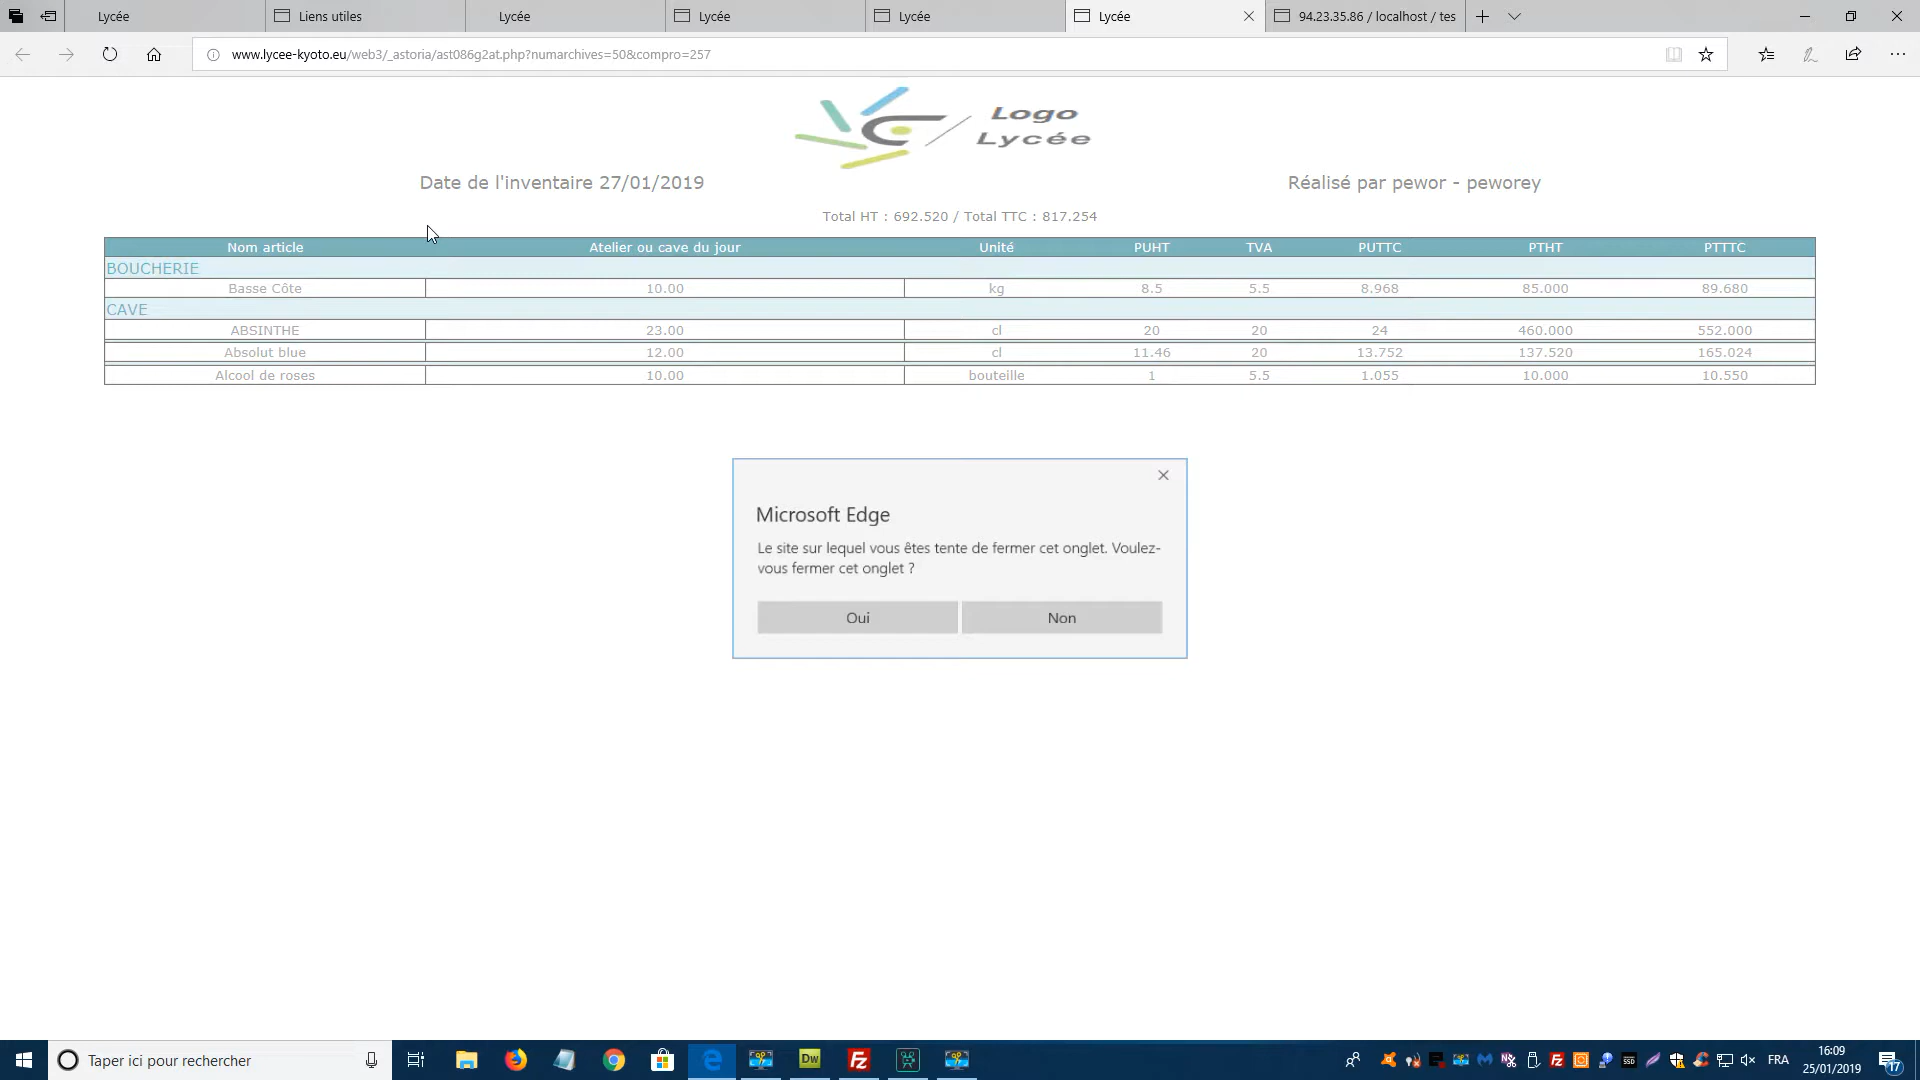 Lycée
Liens utiles
Lycée
Lycée
Lycée
Lycée
94.23.35.86 / localhost / tes
www.lycee-kyoto.eu/web3/_astoria/ast086g2at.php?numarchives=50&compro=257
Logo
Lycée
Date de l'inventaire 27/01/2019
Réalisé par pewor - peworey
Total HT : 692.520 / Total TTC : 817.254
Nom article Atelier ou cave du jour Unité PUHT TVA PUTTC PTHT PTTTC
BOUCHERIE
Basse Côte 10.00 kg 8.5 5.5 8.968 85.000 89.680
CAVE
ABSINTHE 23.00 cl 20 20 24 460.000 552.000
Absolut blue 12.00 cl 11.46 20 13.752 137.520 165.024
Alcool de roses 10.00 bouteille 1 5.5 1.055 10.000 10.550
Microsoft Edge
Le site sur lequel vous êtes tente de fermer cet onglet. Voulez-
vous fermer cet onglet ?
Oui
Non
Taper ici pour rechercher
Dw
Fz
Fz
SSD
FRA
16:09
25/01/2019
17